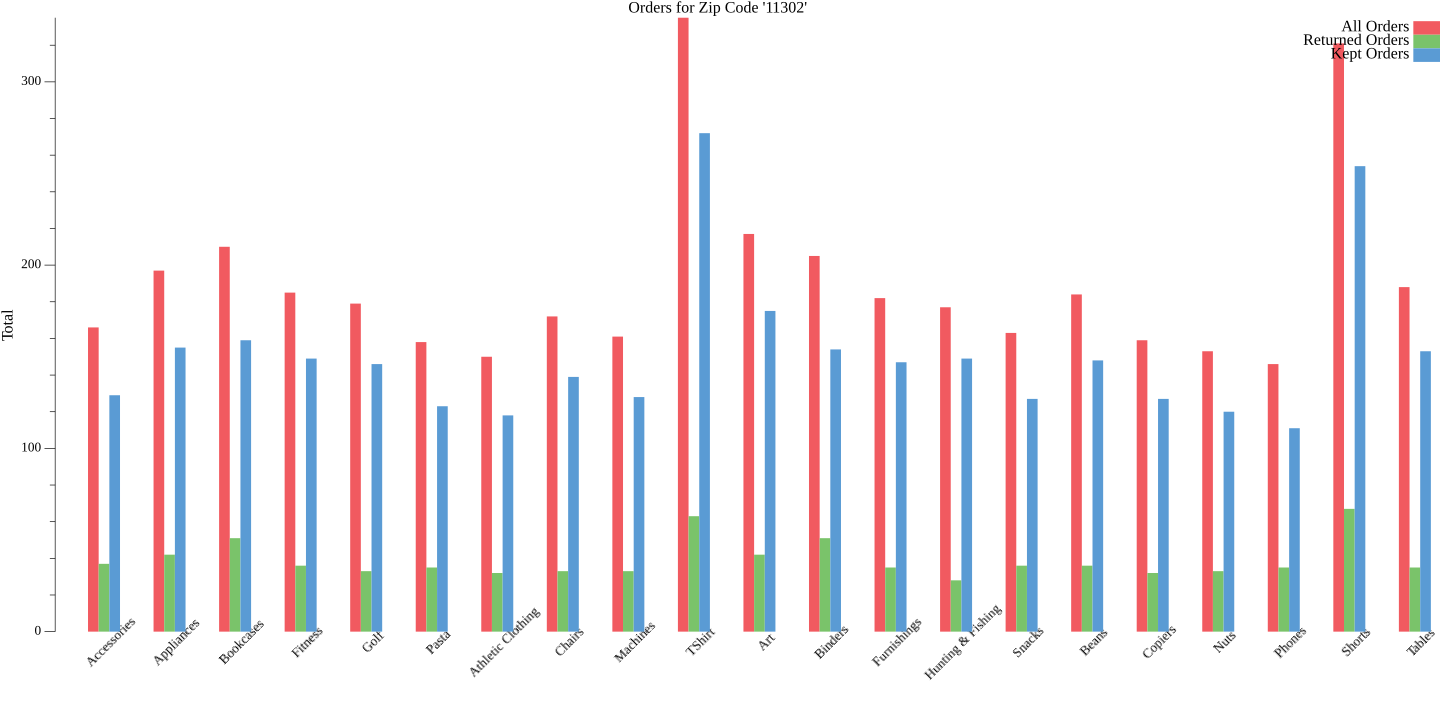 Orders for Zip Code '11302'
All Orders
Returned Orders
Kept Orders
300
200
100
0
Total
Accessories
Appliances
Bookcases
Fitness
Golf
Pasta
Athletic Clothing
Chairs
Machines
TShirt
Art
Binders
Furnishings
Hunting & Fishing
Snacks
Beans
Copiers
Nuts
Phones
Shorts
Tables